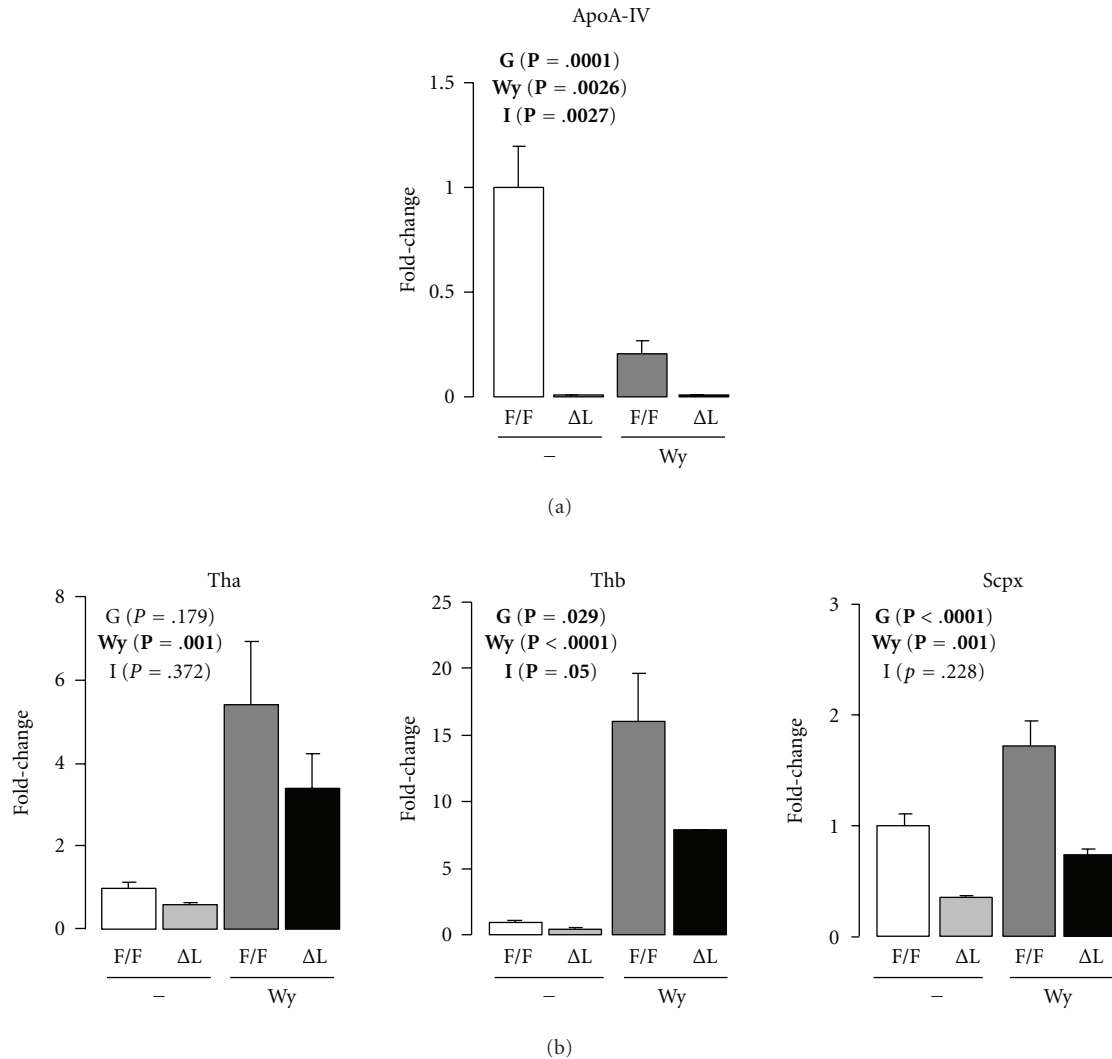 ApoA-IV
G (P = .0001)
Wy (P = .0026)
I (P = .0027)
1.5
1
0.5
0
Fold-change
F/F ΔL F/F ΔL
− Wy
(a)
Tha
G (P = .179)
Wy (P = .001)
I (P = .372)
8
6
4
2
0
Fold-change
F/F ΔL F/F ΔL
− Wy
Thb
G (P = .029)
Wy (P < .0001)
I (P = .05)
25
20
15
10
5
0
Fold-change
F/F ΔL F/F ΔL
− Wy
Scpx
G (P < .0001)
Wy (P = .001)
I (p = .228)
3
2
1
0
Fold-change
F/F ΔL F/F ΔL
− Wy
(b)